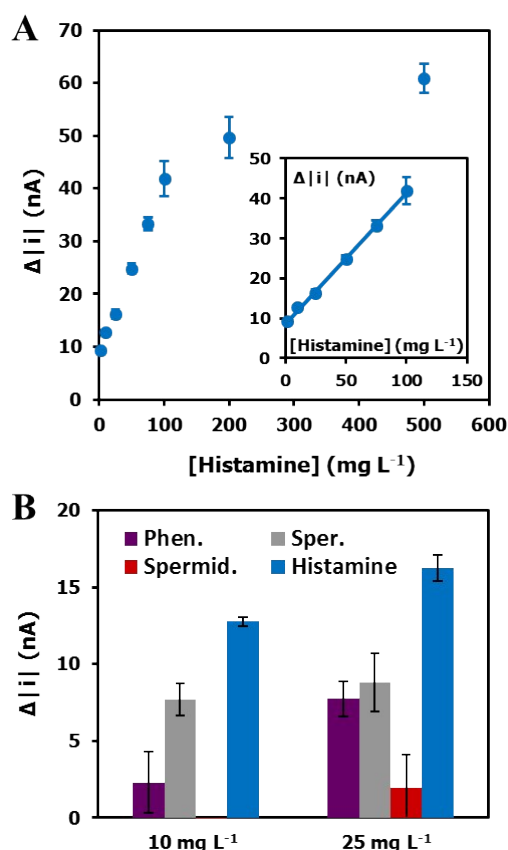 A
70
60
50
40
30
20
10
0
Δ|i| (nA)
0 100 200 300 400 500 600
[Histamine] (mg L⁻¹)
50
40
30
20
10
0
Δ|i| (nA)
[Histamine] (mg L⁻¹)
0 50 100 150
B
20
15
10
5
0
Δ|i| (nA)
Phen. Sper.
Spermid. Histamine
10 mg L⁻¹ 25 mg L⁻¹